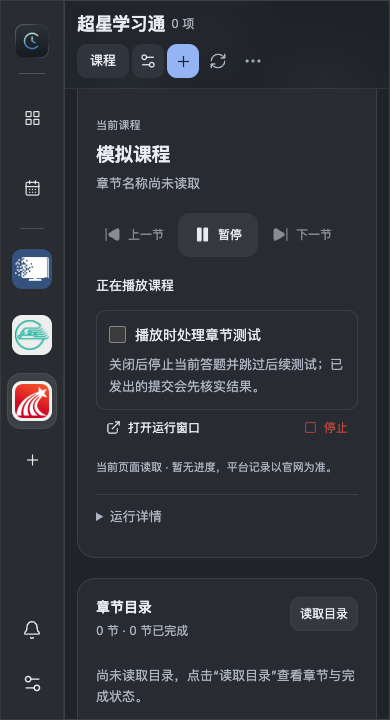 超星学习通 0 项
课程
当前课程
模拟课程
章节名称尚未读取
上一节 暂停 下一节
正在播放课程
播放时处理章节测试
关闭后停止当前答题并跳过后续测试；已
发出的提交会先核实结果。
打开运行窗口 停止
当前页面读取 · 暂无进度，平台记录以官网为准。
运行详情
章节目录
读取目录
0 节 · 0 节已完成
尚未读取目录，点击“读取目录”查看章节与完
成状态。